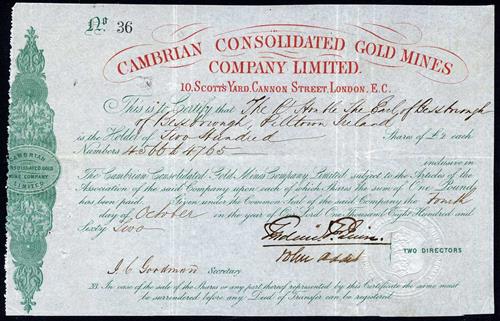 No 36
CAMBRIAN CONSOLIDATED GOLD MINES
COMPANY LIMITED.
10, SCOTTS YARD, CANNON STREET, LONDON, E.C.
This is to Certify that The Rt Honble The Earl of Bessborough
of Bessborough, Pilltown Ireland
is the Holder of Two Hundred Shares of £2 each
Numbers 4566 to 4765 inclusive in
The Cambrian Consolidated Gold Mines Company Limited subject to the Articles of the
Association of the said Company upon each of which Shares the sum of One Pound
has been paid. Given under the Common Seal of the said Company the Fourth
day of October in the year of Our Lord One Thousand Eight Hundred and
Sixty Two
TWO DIRECTORS
J. C. Goodman Secretary
N.B. In case of the sale of the Shares or any part thereof represented by this Certificate the same must
be surrendered before any Deed of Transfer can be registered.
CAMBRIAN
CONSOLIDATED GOLD
MINES COMPANY
LIMITED